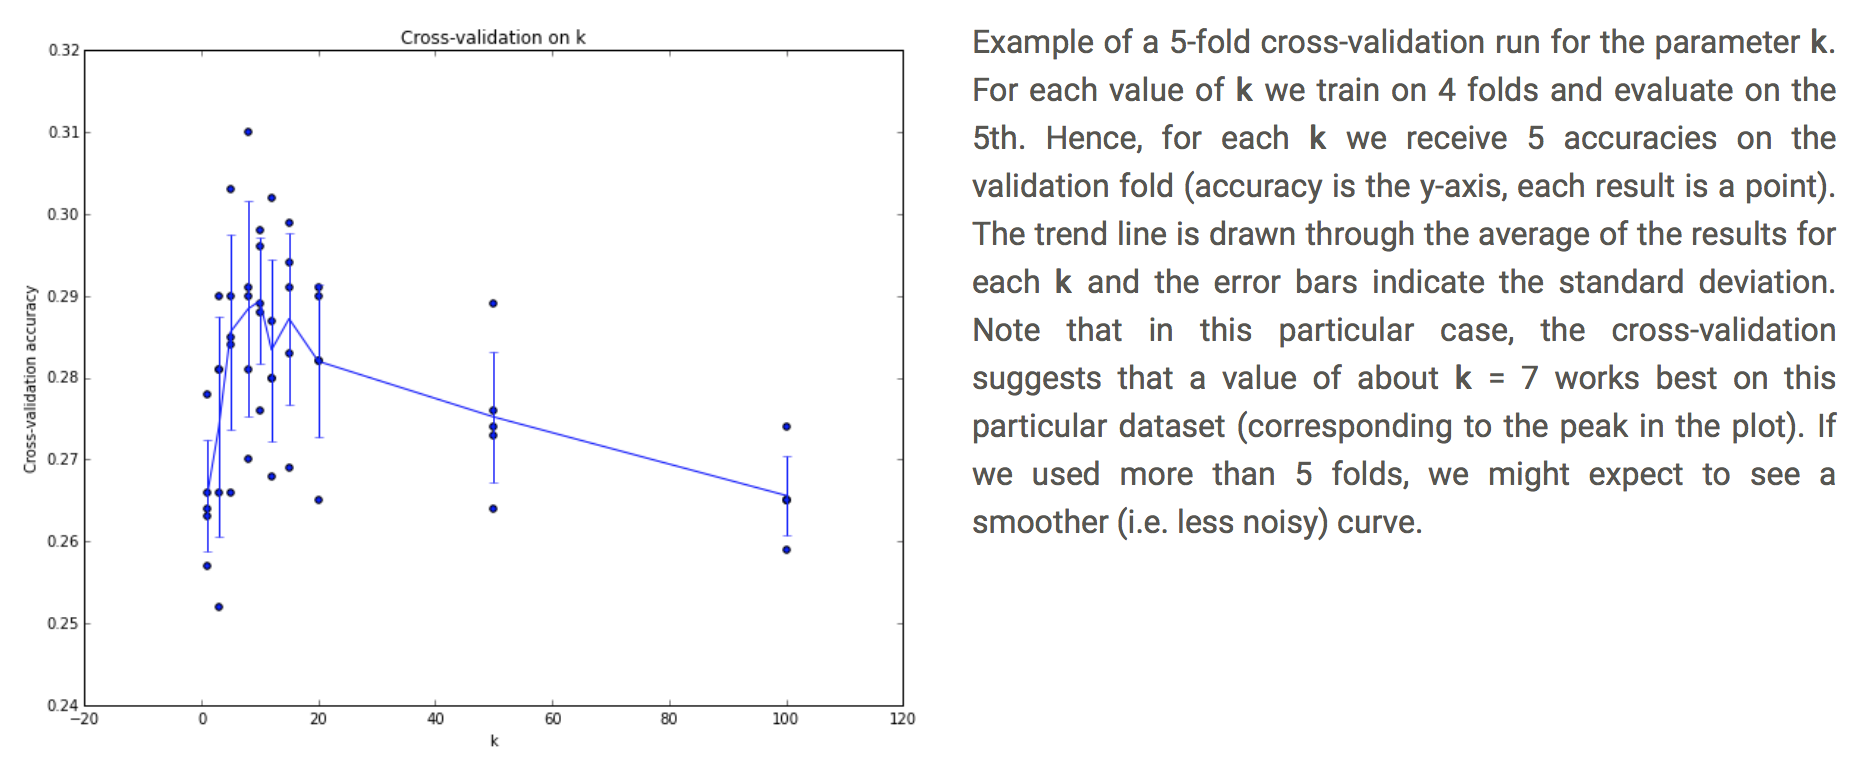 Cross-validation on k
0.32
0.31
0.30
0.29
0.28
0.27
0.26
0.25
0.24
Cross-validation accuracy
−20 0 20 40 60 80 100 120
k
Example of a 5-fold cross-validation run for the parameter k.
For each value of k we train on 4 folds and evaluate on the
5th. Hence, for each k we receive 5 accuracies on the
validation fold (accuracy is the y-axis, each result is a point).
The trend line is drawn through the average of the results for
each k and the error bars indicate the standard deviation.
Note that in this particular case, the cross-validation
suggests that a value of about k = 7 works best on this
particular dataset (corresponding to the peak in the plot). If
we used more than 5 folds, we might expect to see a
smoother (i.e. less noisy) curve.